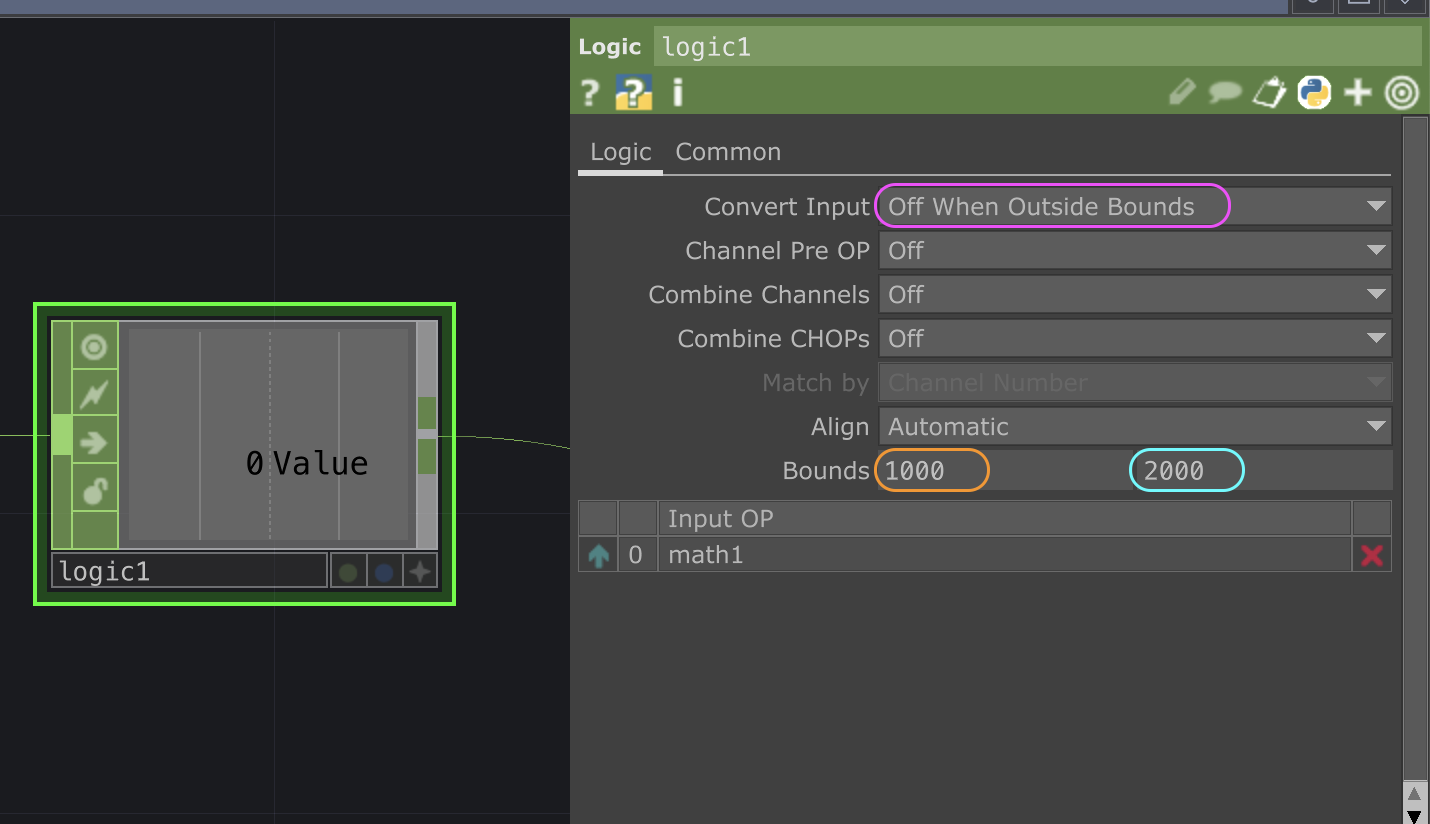 Logic logic1
? ? i
Logic Common
Convert Input Off When Outside Bounds
Channel Pre OP Off
Combine Channels Off
Combine CHOPs Off
Match by Channel Number
Align Automatic
Bounds 1000 2000
Input OP
0 math1
0 Value
logic1